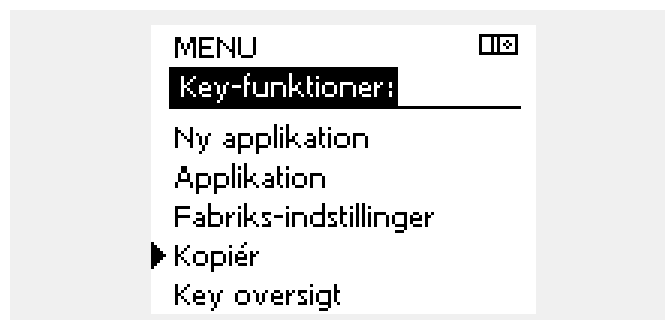 MENU
Key-funktioner:
Ny applikation
Applikation
Fabriks-indstillinger
Kopiér
Key oversigt